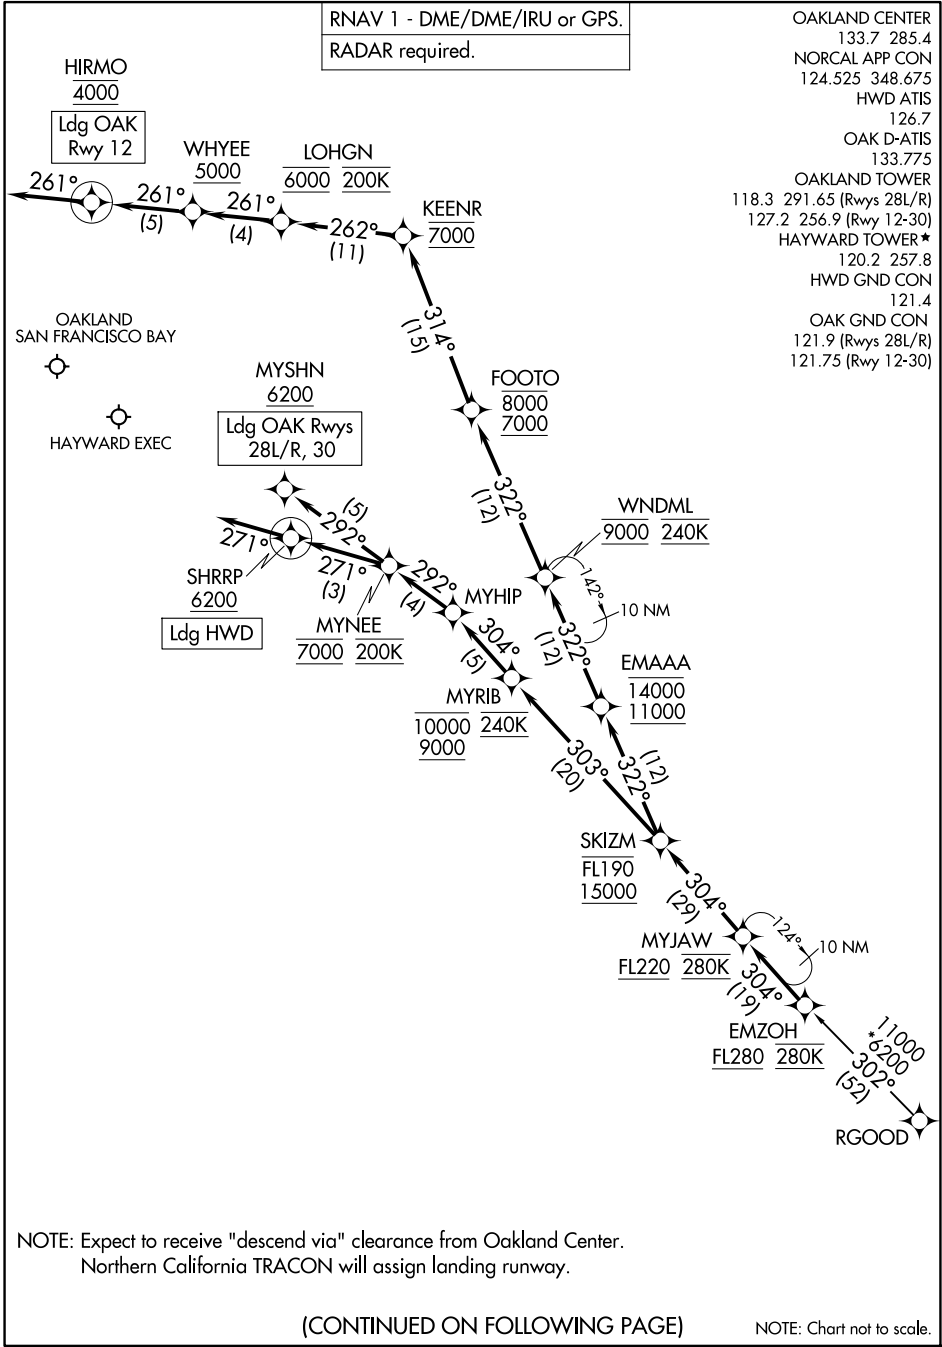 RNAV 1 - DME/DME/IRU or GPS.
RADAR required.
OAKLAND CENTER
133.7 285.4
NORCAL APP CON
124.525 348.675
HWD ATIS
126.7
OAK D-ATIS
133.775
OAKLAND TOWER
118.3 291.65 (Rwys 28L/R)
127.2 256.9 (Rwy 12-30)
HAYWARD TOWER★
120.2 257.8
HWD GND CON
121.4
OAK GND CON
121.9 (Rwys 28L/R)
121.75 (Rwy 12-30)
HIRMO
4000
Ldg OAK
Rwy 12
WHYEE
5000
LOHGN
6000 200K
KEENR
7000
261°
261°
(5)
261°
(4)
262°
(11)
314°
(15)
OAKLAND
SAN FRANCISCO BAY
HAYWARD EXEC
MYSHN
6200
Ldg OAK Rwys
28L/R, 30
FOOTO
8000
7000
322°
(12)
WNDML
9000 240K
142°
10 NM
(5)
292°
271°
271°
(3)
SHRRP
6200
Ldg HWD
MYNEE
7000 200K
292°
(4)
MYHIP
304°
(5)
322°
(12)
EMAAA
14000
11000
MYRIB
10000 240K
9000
303°
(20)
(12)
322°
SKIZM
FL190
15000
304°
(29)
MYJAW
FL220 280K
124°
10 NM
304°
(19)
EMZOH
FL280 280K
11000
*6200
302°
(52)
RGOOD
NOTE: Expect to receive "descend via" clearance from Oakland Center.
Northern California TRACON will assign landing runway.
(CONTINUED ON FOLLOWING PAGE)
NOTE: Chart not to scale.